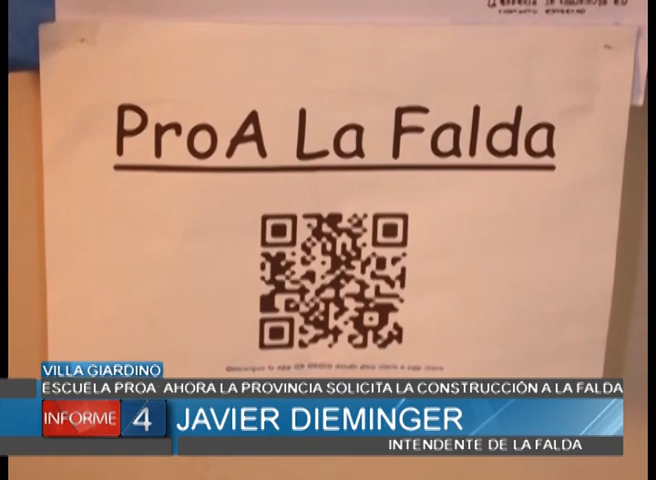 ProA La Falda
VILLA GIARDINO
ESCUELA PROA: AHORA LA PROVINCIA SOLICITA LA CONSTRUCCIÓN A LA FALDA
INFORME 4 JAVIER DIEMINGER
INTENDENTE DE LA FALDA